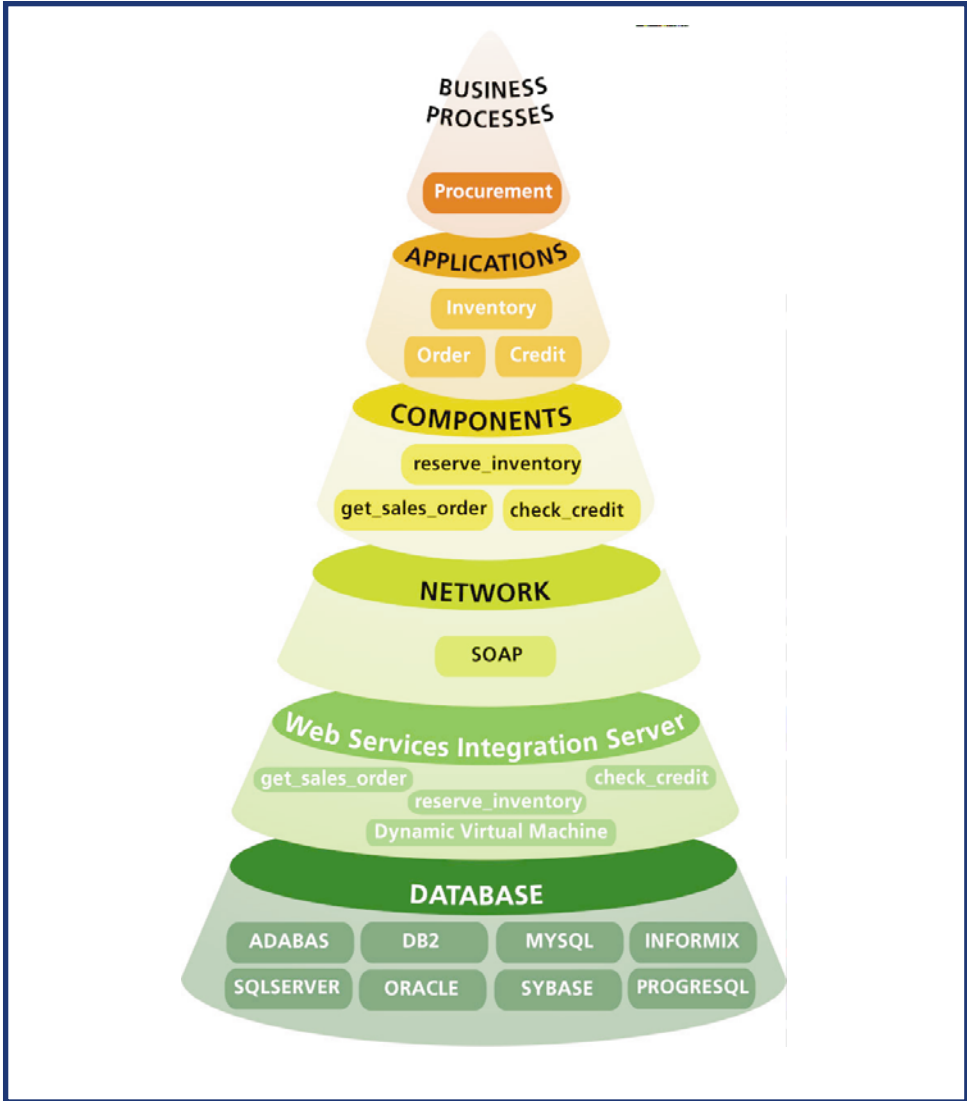 BUSINESS
PROCESSES
Procurement
APPLICATIONS
Inventory
Order Credit
COMPONENTS
reserve_inventory
get_sales_order check_credit
NETWORK
SOAP
Web Services Integration Server
get_sales_order check_credit
reserve_inventory
Dynamic Virtual Machine
DATABASE
ADABAS DB2 MYSQL INFORMIX
SQLSERVER ORACLE SYBASE PROGRESQL